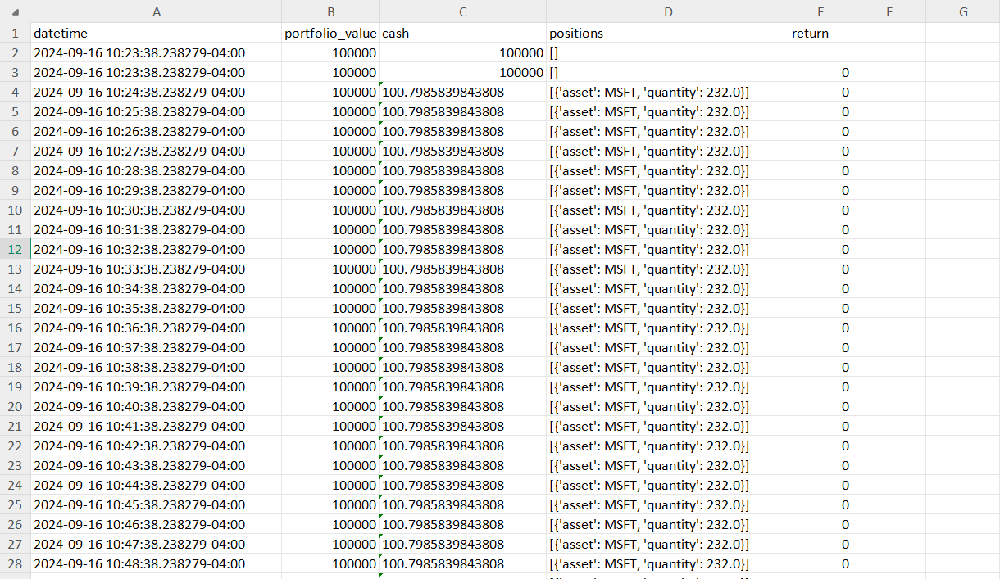 A B C D E F G
1 datetime portfolio_value cash positions return
2 2024-09-16 10:23:38.238279-04:00 100000 100000 []
3 2024-09-16 10:23:38.238279-04:00 100000 100000 [] 0
4 2024-09-16 10:24:38.238279-04:00 100000 100.7985839843808 [{'asset': MSFT, 'quantity': 232.0}] 0
5 2024-09-16 10:25:38.238279-04:00 100000 100.7985839843808 [{'asset': MSFT, 'quantity': 232.0}] 0
6 2024-09-16 10:26:38.238279-04:00 100000 100.7985839843808 [{'asset': MSFT, 'quantity': 232.0}] 0
7 2024-09-16 10:27:38.238279-04:00 100000 100.7985839843808 [{'asset': MSFT, 'quantity': 232.0}] 0
8 2024-09-16 10:28:38.238279-04:00 100000 100.7985839843808 [{'asset': MSFT, 'quantity': 232.0}] 0
9 2024-09-16 10:29:38.238279-04:00 100000 100.7985839843808 [{'asset': MSFT, 'quantity': 232.0}] 0
10 2024-09-16 10:30:38.238279-04:00 100000 100.7985839843808 [{'asset': MSFT, 'quantity': 232.0}] 0
11 2024-09-16 10:31:38.238279-04:00 100000 100.7985839843808 [{'asset': MSFT, 'quantity': 232.0}] 0
12 2024-09-16 10:32:38.238279-04:00 100000 100.7985839843808 [{'asset': MSFT, 'quantity': 232.0}] 0
13 2024-09-16 10:33:38.238279-04:00 100000 100.7985839843808 [{'asset': MSFT, 'quantity': 232.0}] 0
14 2024-09-16 10:34:38.238279-04:00 100000 100.7985839843808 [{'asset': MSFT, 'quantity': 232.0}] 0
15 2024-09-16 10:35:38.238279-04:00 100000 100.7985839843808 [{'asset': MSFT, 'quantity': 232.0}] 0
16 2024-09-16 10:36:38.238279-04:00 100000 100.7985839843808 [{'asset': MSFT, 'quantity': 232.0}] 0
17 2024-09-16 10:37:38.238279-04:00 100000 100.7985839843808 [{'asset': MSFT, 'quantity': 232.0}] 0
18 2024-09-16 10:38:38.238279-04:00 100000 100.7985839843808 [{'asset': MSFT, 'quantity': 232.0}] 0
19 2024-09-16 10:39:38.238279-04:00 100000 100.7985839843808 [{'asset': MSFT, 'quantity': 232.0}] 0
20 2024-09-16 10:40:38.238279-04:00 100000 100.7985839843808 [{'asset': MSFT, 'quantity': 232.0}] 0
21 2024-09-16 10:41:38.238279-04:00 100000 100.7985839843808 [{'asset': MSFT, 'quantity': 232.0}] 0
22 2024-09-16 10:42:38.238279-04:00 100000 100.7985839843808 [{'asset': MSFT, 'quantity': 232.0}] 0
23 2024-09-16 10:43:38.238279-04:00 100000 100.7985839843808 [{'asset': MSFT, 'quantity': 232.0}] 0
24 2024-09-16 10:44:38.238279-04:00 100000 100.7985839843808 [{'asset': MSFT, 'quantity': 232.0}] 0
25 2024-09-16 10:45:38.238279-04:00 100000 100.7985839843808 [{'asset': MSFT, 'quantity': 232.0}] 0
26 2024-09-16 10:46:38.238279-04:00 100000 100.7985839843808 [{'asset': MSFT, 'quantity': 232.0}] 0
27 2024-09-16 10:47:38.238279-04:00 100000 100.7985839843808 [{'asset': MSFT, 'quantity': 232.0}] 0
28 2024-09-16 10:48:38.238279-04:00 100000 100.7985839843808 [{'asset': MSFT, 'quantity': 232.0}] 0